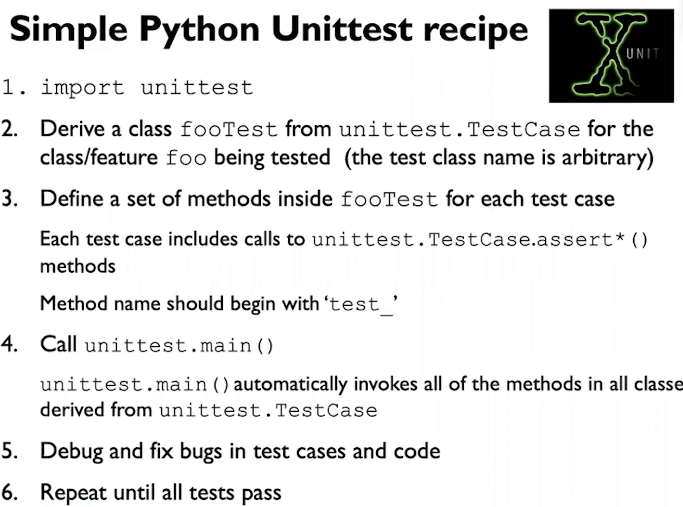 Simple Python Unittest recipe
X UNIT
1. import unittest
2. Derive a class fooTest from unittest.TestCase for the
class/feature foo being tested (the test class name is arbitrary)
3. Define a set of methods inside fooTest for each test case
Each test case includes calls to unittest.TestCase.assert*()
methods
Method name should begin with ‘test_’
4. Call unittest.main()
unittest.main() automatically invokes all of the methods in all classe
derived from unittest.TestCase
5. Debug and fix bugs in test cases and code
6. Repeat until all tests pass